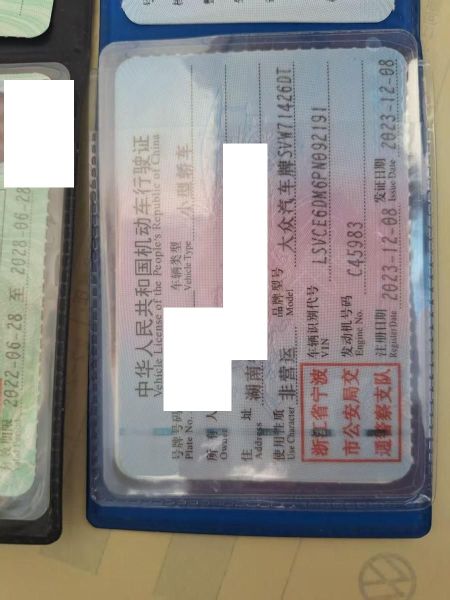 中华人民共和国机动车行驶证
Vehicle License of the People's Republic of China
号牌号码
Plate No.
车辆类型 小型轿车
Vehicle Type
所有人
Owner
住址 湖南
Address
使用性质 非营运
Use Character
品牌型号 大众汽车牌SVW71426DT
Model
车辆识别代号 LSVCE6DM6PN092191
VIN
发动机号码 C45983
Engine No.
注册日期 2023-12-08 发证日期 2023-12-08
Register Date Issue Date
浙江省宁波
市公安局交
通警察支队
2022-06-28 至 2028-06-28